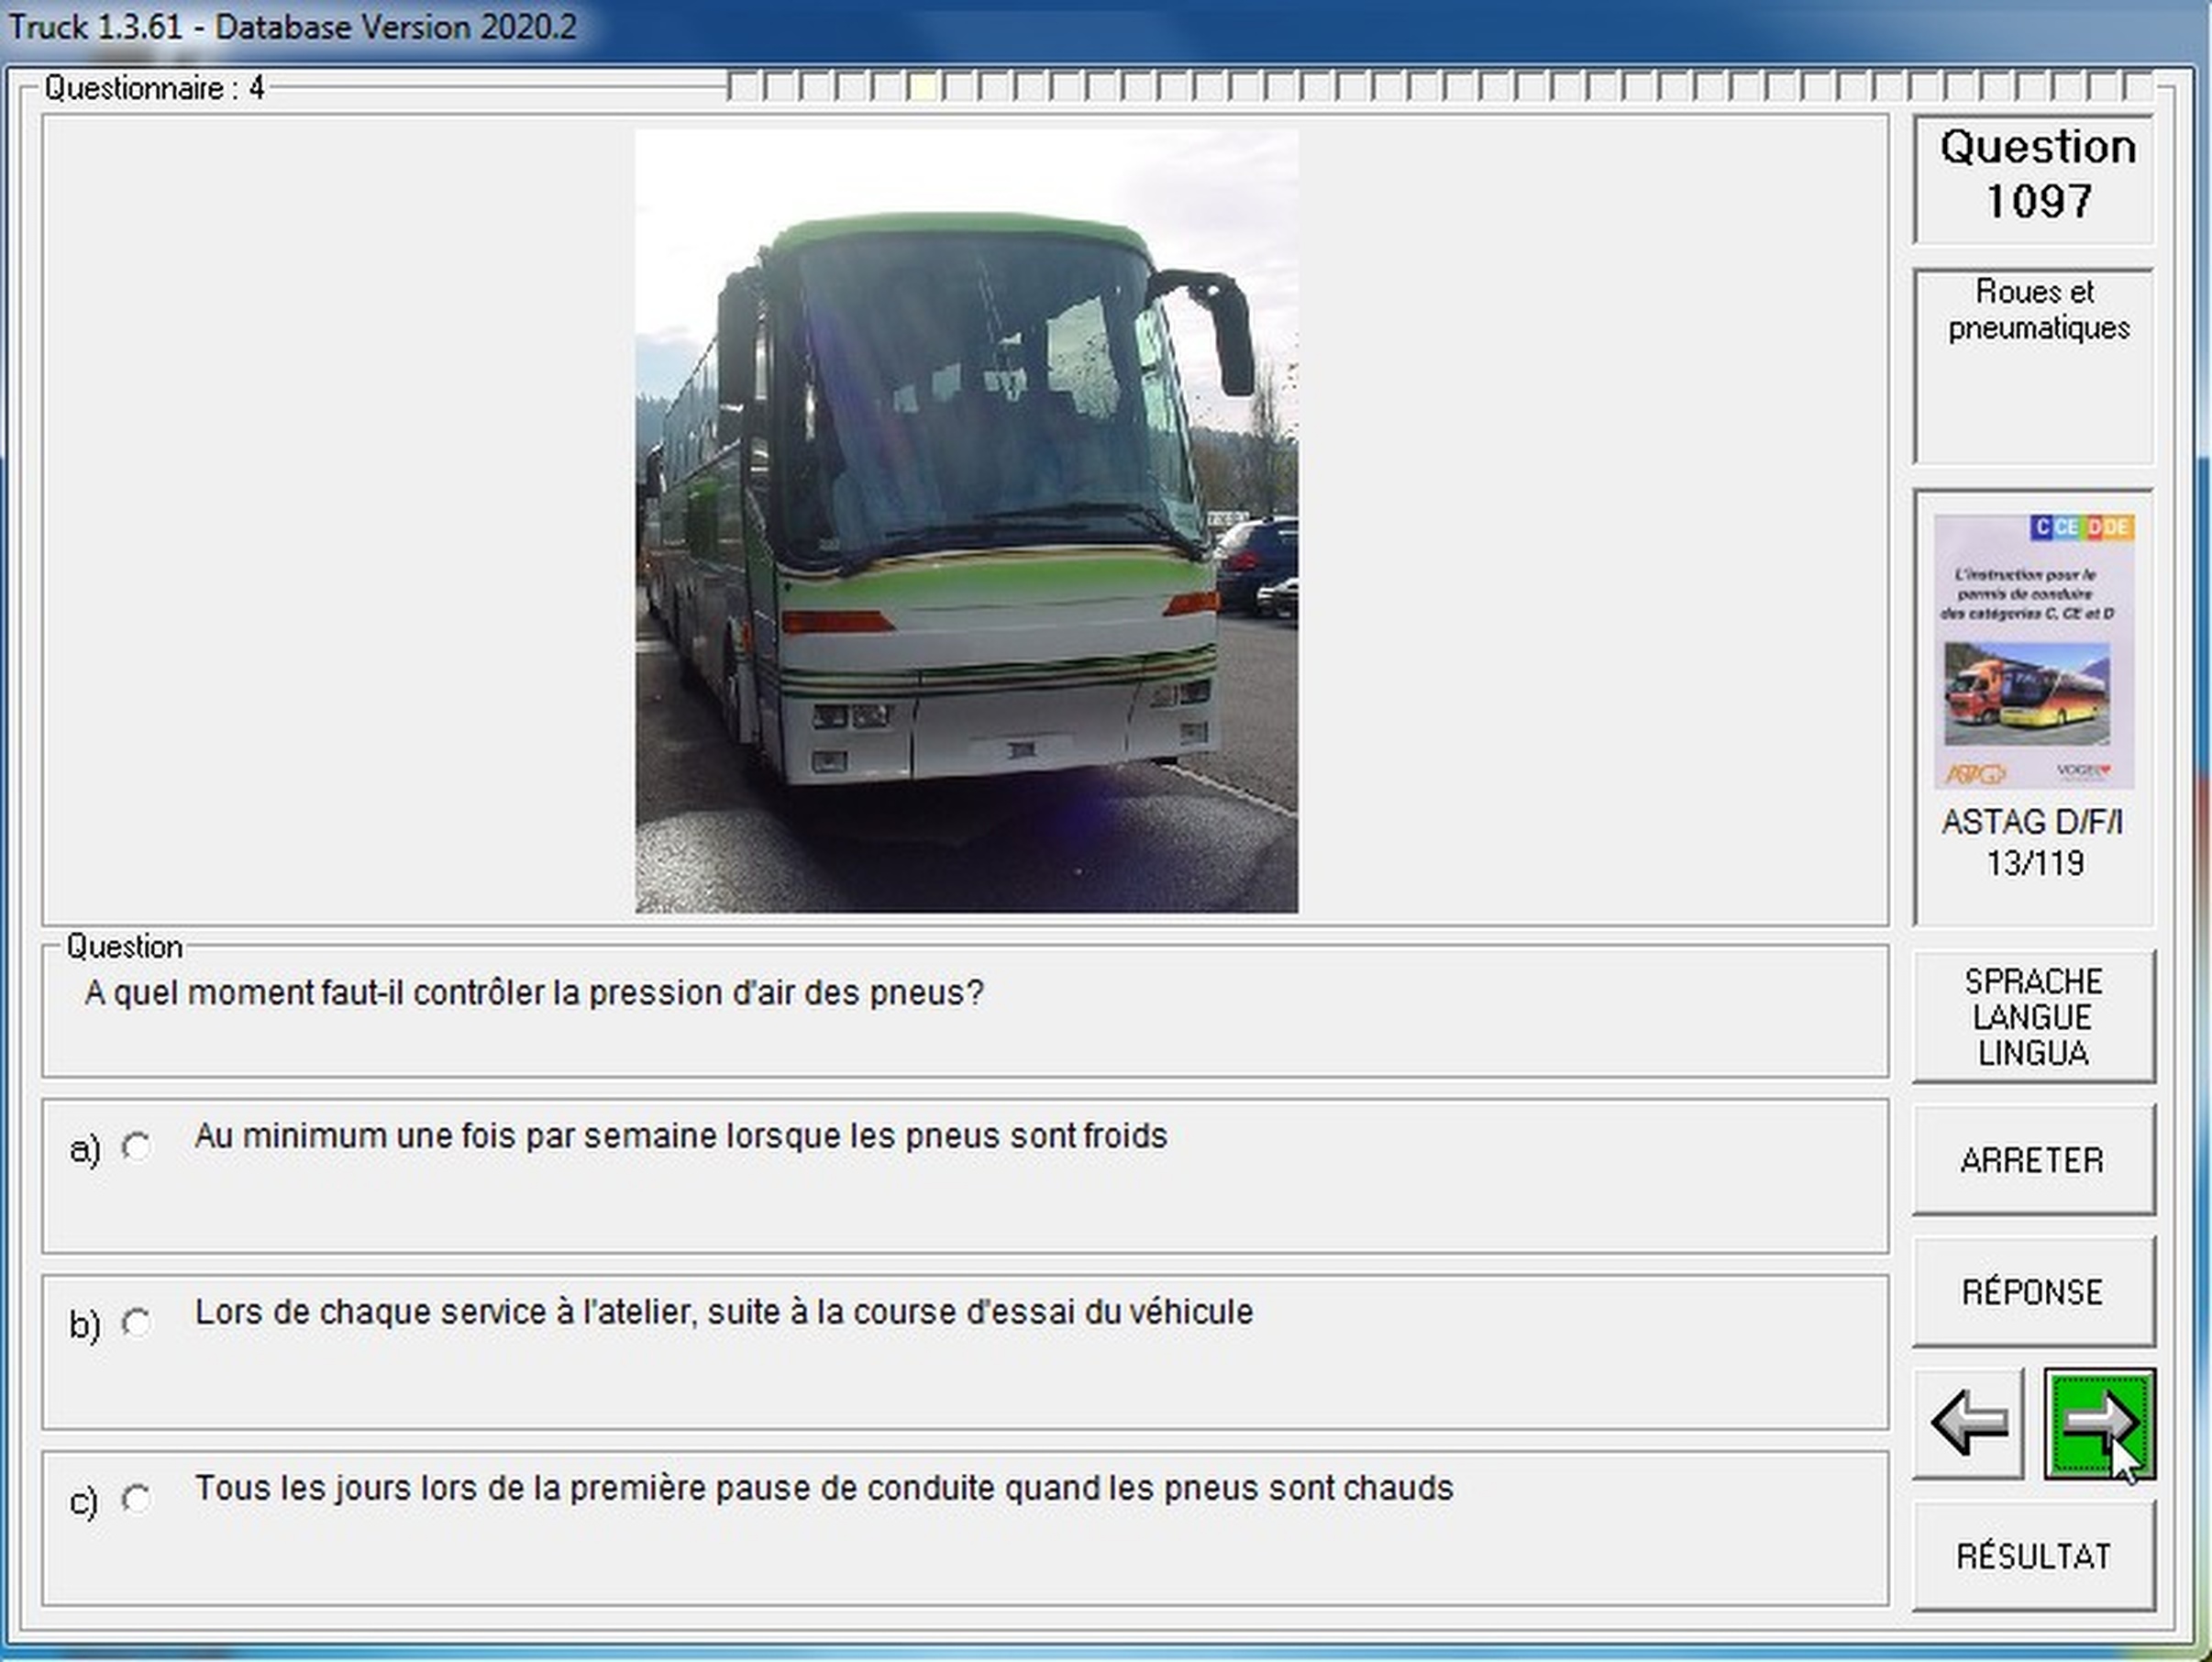 Truck 1.3.61 - Database Version 2020.2
Questionnaire : 4
Question
1097
Roues et
pneumatiques
C CE D DE
L'instruction pour le
permis de conduire
des catégories C, CE et D
ASTAG
VOGEL
ASTAG D/F/I
13/119
Question
A quel moment faut-il contrôler la pression d'air des pneus?
SPRACHE
LANGUE
LINGUA
a) Au minimum une fois par semaine lorsque les pneus sont froids
ARRETER
b) Lors de chaque service à l'atelier, suite à la course d'essai du véhicule
RÉPONSE
c) Tous les jours lors de la première pause de conduite quand les pneus sont chauds
RÉSULTAT